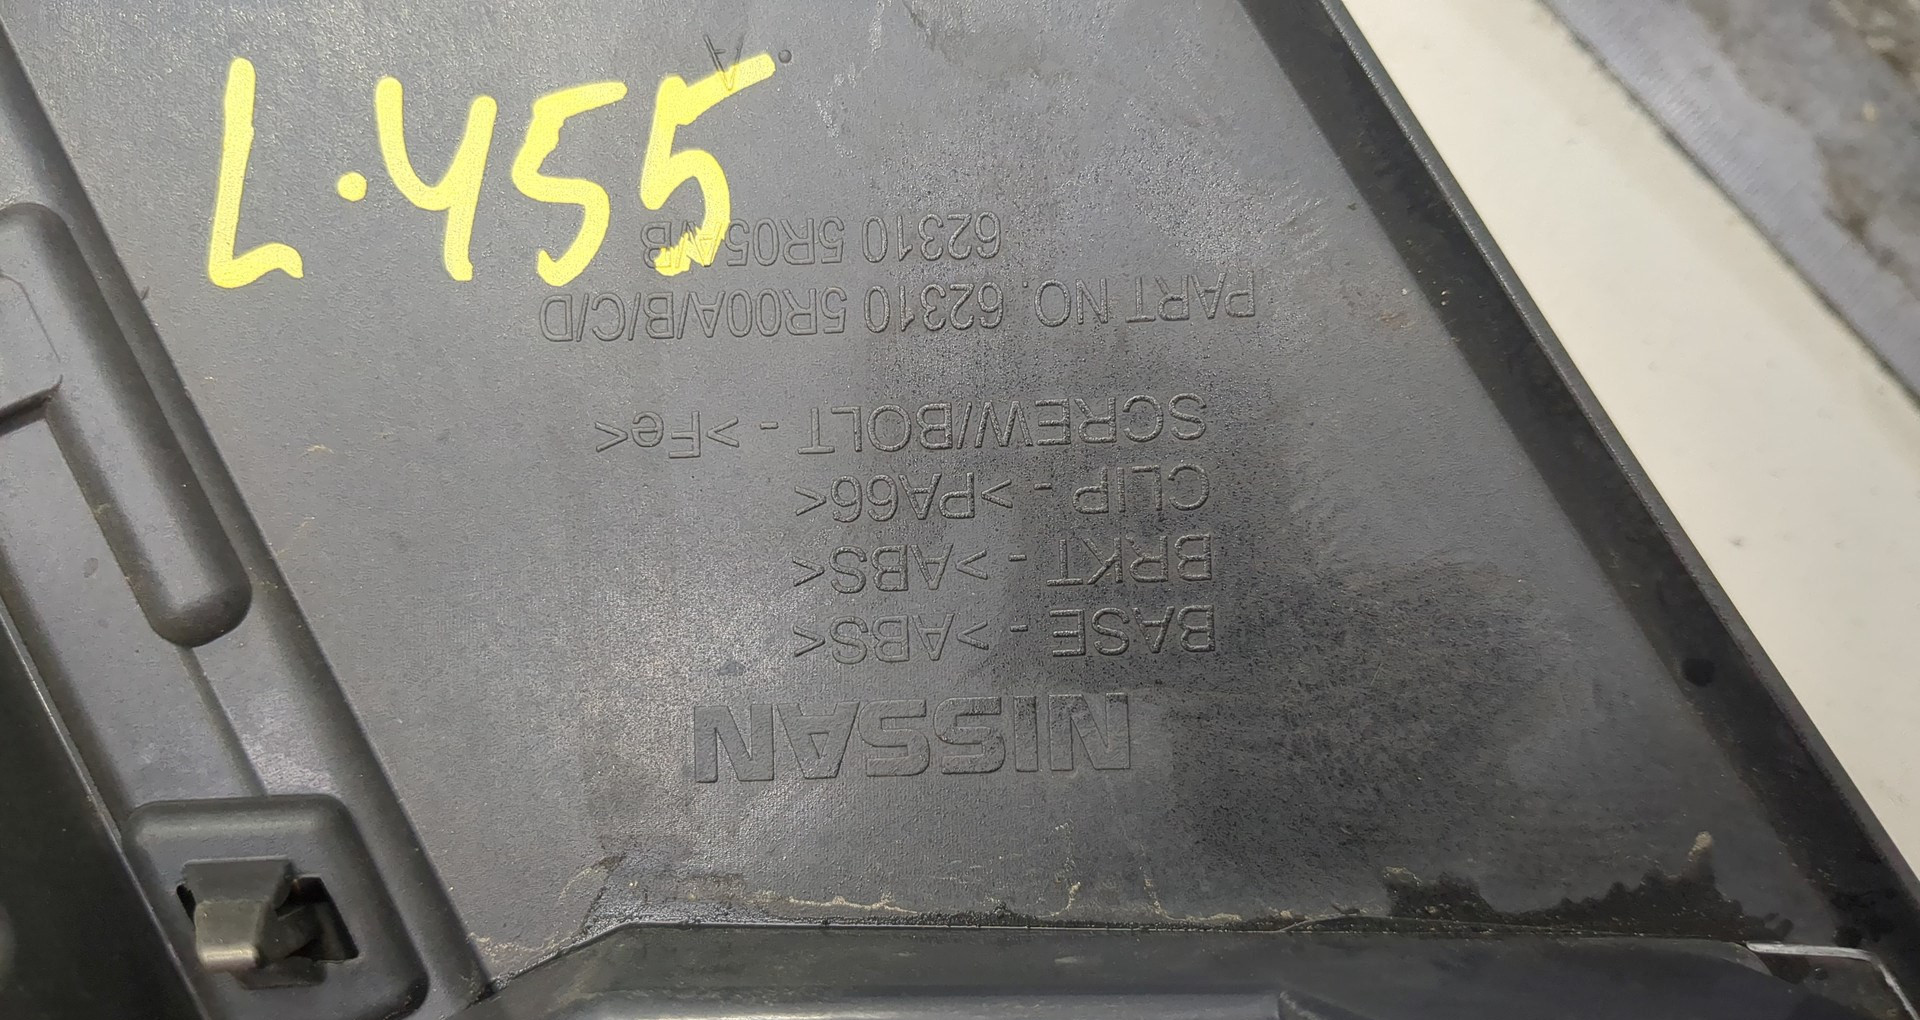 L.455
NISSAN
BASE - >ABS<
BRKT - >ABS<
CLIP - >PA66<
SCREW/BOLT - >Fe<
PART NO. 62310 5R00A/B/C/D
62310 5R05A/B